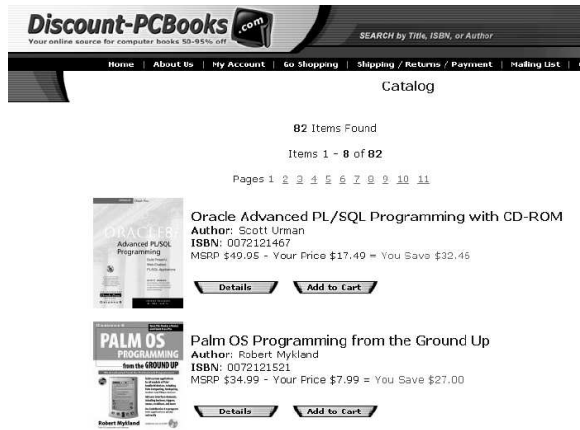 Discount-PCBooks .com
Your online source for computer books 50-95% off
SEARCH by Title, ISBN, or Author
Home | About Us | My Account | Go Shopping | Shipping / Returns / Payment | Mailing List |
Catalog
82 Items Found
Items 1 - 8 of 82
Pages 1 2 3 4 5 6 7 8 9 10 11
ORACLE8
Advanced PL/SQL
Programming
Oracle Advanced PL/SQL Programming with CD-ROM
Author: Scott Urman
ISBN: 0072121467
MSRP $49.95 - Your Price $17.49 = You Save $32.46
Details Add to Cart
PALM OS
PROGRAMMING
from the GROUND UP
Robert Mykland
Palm OS Programming from the Ground Up
Author: Robert Mykland
ISBN: 0072121521
MSRP $34.99 - Your Price $7.99 = You Save $27.00
Details Add to Cart